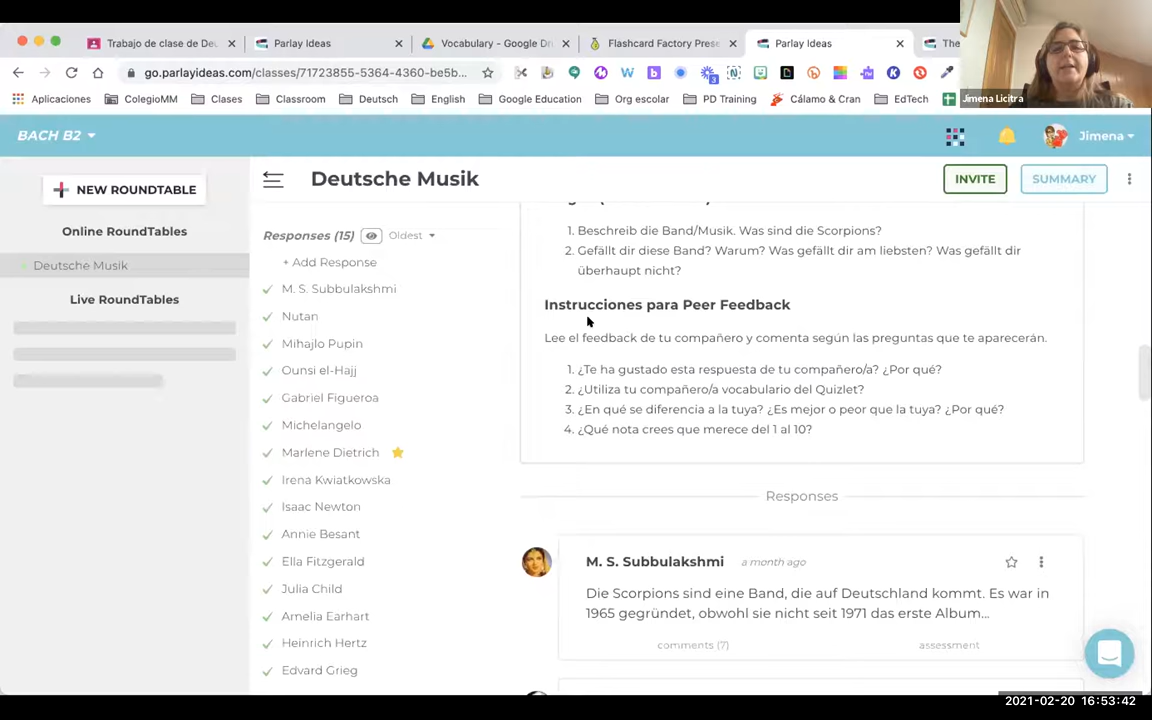 Trabajo de clase de De
Parlay Ideas
Vocabulary - Google Dr
Flashcard Factory Prese
Parlay Ideas
The
go.parlayideas.com/classes/71723855-5364-4360-be5b...
Aplicaciones
ColegioMM
Clases
Classroom
Deutsch
English
Google Education
Org escolar
PD Training
Cálamo & Cran
EdTech
Jimena Licitra
BACH B2
Jimena
NEW ROUNDTABLE
Online RoundTables
Deutsche Musik
Live RoundTables
Deutsche Musik
INVITE
SUMMARY
Responses (15)
Oldest
+ Add Response
M. S. Subbulakshmi
Nutan
Mihajlo Pupin
Ounsi el-Hajj
Gabriel Figueroa
Michelangelo
Marlene Dietrich
Irena Kwiatkowska
Isaac Newton
Annie Besant
Ella Fitzgerald
Julia Child
Amelia Earhart
Heinrich Hertz
Edvard Grieg
1. Beschreib die Band/Musik. Was sind die Scorpions?
2. Gefällt dir diese Band? Warum? Was gefällt dir am liebsten? Was gefällt dir
überhaupt nicht?
Instrucciones para Peer Feedback
Lee el feedback de tu compañero y comenta según las preguntas que te aparecerán.
1. ¿Te ha gustado esta respuesta de tu compañero/a? ¿Por qué?
2. ¿Utiliza tu compañero/a vocabulario del Quizlet?
3. ¿En qué se diferencia a la tuya? ¿Es mejor o peor que la tuya? ¿Por qué?
4. ¿Qué nota crees que merece del 1 al 10?
Responses
M. S. Subbulakshmi a month ago
Die Scorpions sind eine Band, die auf Deutschland kommt. Es war in
1965 gegründet, obwohl sie nicht seit 1971 das erste Album...
comments (7)
assessment
2021-02-20 16:53:42